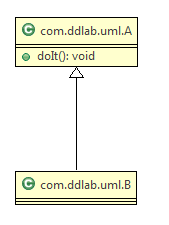 C com.ddlab.uml.A
doIt(): void
C com.ddlab.uml.B